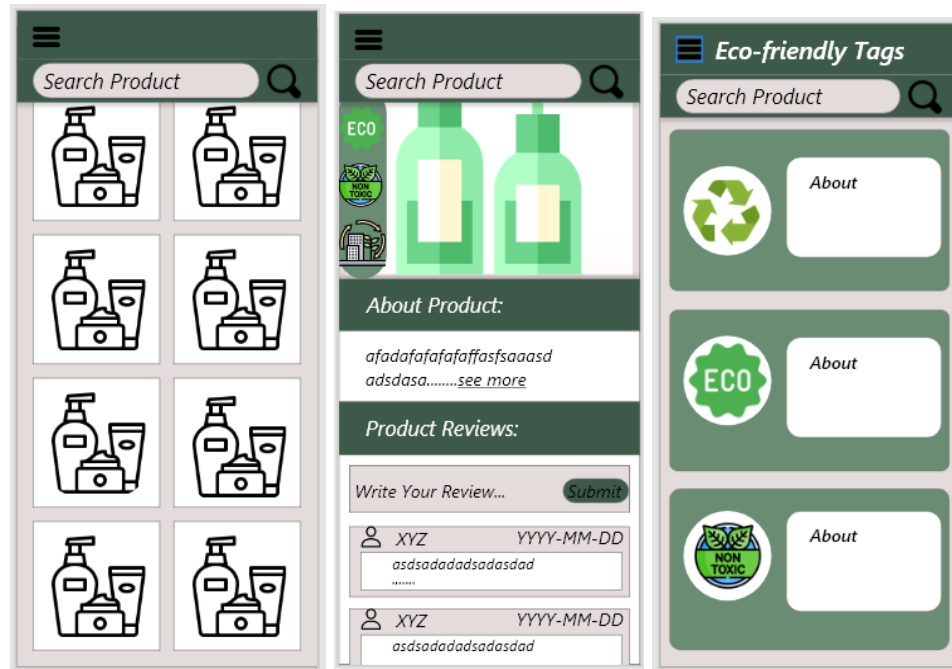 Search Product
Search Product
ECO
NON
TOXIC
About Product:
afadafafafafaffasfsaaasd
adsdasa........see more
Product Reviews:
Write Your Review...
Submit
XYZ
YYYY-MM-DD
asdsadadadsadasdad
.......
XYZ
YYYY-MM-DD
asdsadadadsadasdad
Eco-friendly Tags
Search Product
About
ECO
About
NON
TOXIC
About